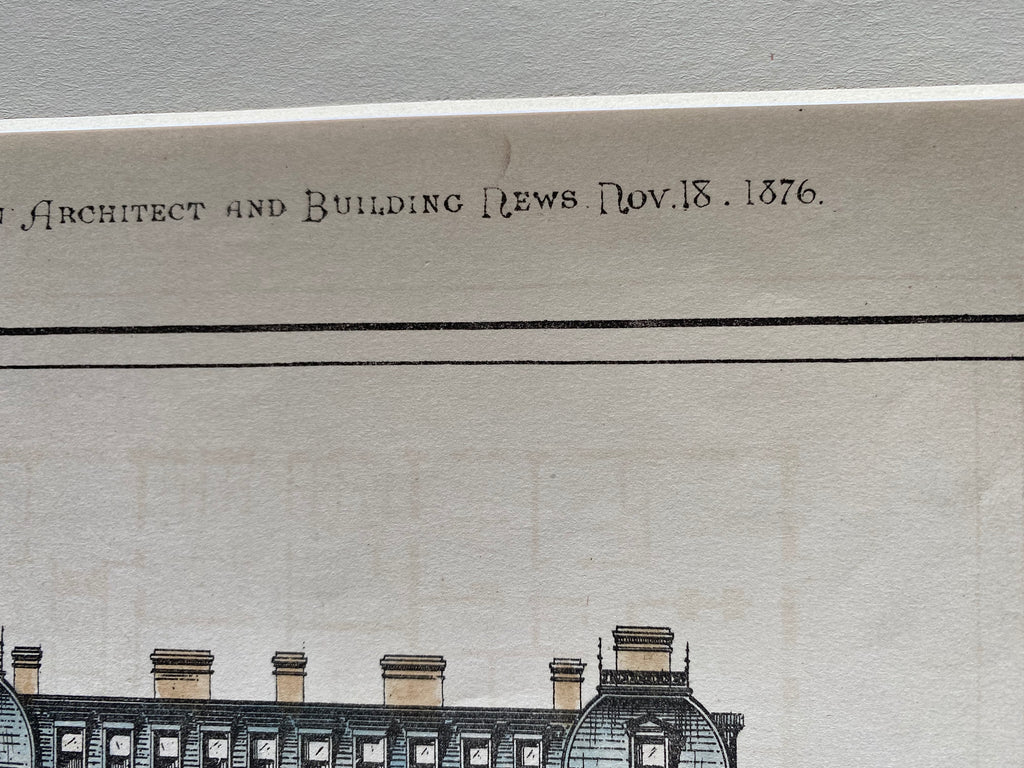 Architect and Building News. Nov. 18. 1876.